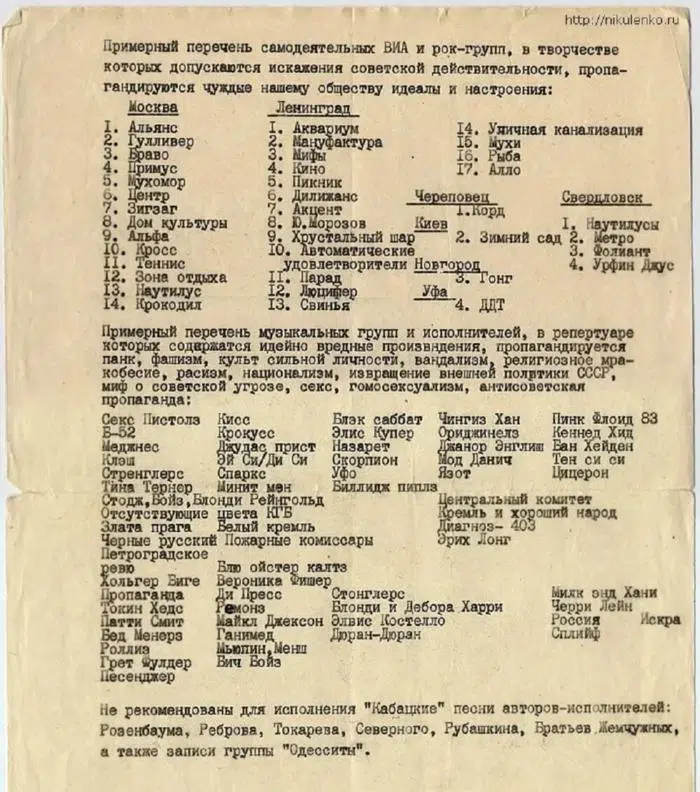 http://nikulenko.ru
Примерный перечень самодеятельных ВИА и рок-групп, в творчестве
которых допускаются искажения советской действительности, пропа-
гандируются чуждые нашему обществу идеалы и настроения:
Москва Ленинград
1. Альянс I. Аквариум 14. Уличная канализация
2. Гулливер 2. Мануфактура 15. Мухи
3. Браво 3. Мифы 16. Рыба
4. Примус 4. Кино 17. Алло
5. Мухомор 5. Пикник
6. Центр 6. Дилижанс Череповец Свердловск
7. Зигзаг 7. Акцент 1. Корд
8. Дом культуры 8. Ю.Морозов Киев 1. Наутилусы
9. Альфа 9. Хрустальный шар 2. Зимний сад 2. Метро
10. Кросс 10. Автоматические 3. Фолиант
11. Теннис удовлетворители Новгород 4. Урфин Джус
12. Зона отдыха 11. Парад 3. Гонг
13. Наутилус 12. Люцифер Уфа
14. Крокодил 13. Свинья 4. ДДТ
Примерный перечень музыкальных групп и исполнителей, в репертуаре
которых содержатся идейно вредные произвндения, пропагандируется
панк, фашизм, культ сильной личности, вандализм, религиозное мра-
кобесие, расизм, национализм, извращение внешней политики СССР,
миф о советской угрозе, секс, гомосексуализм, антисоветская
пропаганда:
Секс Пистолз Кисс Блэк саббат Чингиз Хан Пинк Флоид 83
Б-52 Крокусс Элис Купер Ориджинелз Кеннед Хид
Маджнес Джудас прист Назарет Джанор Энглиш Ван Хейден
Клэш Эй Си/Ди Си Скорпион Мод Данич Тен си си
Стренглерс Спаркс Уфо Язот Цицерон
Тина Тернер Минит мэн Биллидж пиплз
Стодж,Бойз,Блонди Рейнгольд Центральный комитет
Отсутствующие цвета КГБ Кремль и хороший народ
Злата прага Белый кремль Диагноз- 403
Черные русский Пожарные комиссары Эрих Лонг
Петроградское
ревю Блю ойстер калтз
Хольгер Виге Вероника Фишер
Пропаганда Ди Пресс Стонглерс Милк энд Хани
Токин Хедс Рамонз Блонди и Дебора Харри Черри Лейн
Патти Смит Майкл Джексон Элвис Костелло Россия Искра
Бед Менерз Ганимед Дюран-Дюран Сплийф
Роллиз Мьюпин,Менш
Грет Фулдер Бич Бойз
Песенджер
Не рекомендованы для исполнения "Кабацкие" песни авторов-исполнителей:
Розенбаума, Реброва, Токарева, Северного, Рубашкина, Братьев Жемчужных,
а также записи группы "Одесситы".